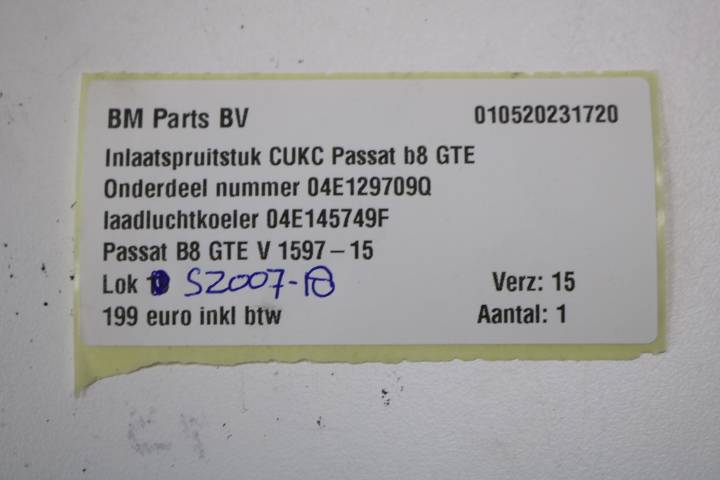 BM Parts BV 010520231720
Inlaatspruitstuk CUKC Passat b8 GTE
Onderdeel nummer 04E129709Q
laadluchtkoeler 04E145749F
Passat B8 GTE V 1597-15
Lok S2007- Verz: 15
199 euro inkl btw Aantal: 1